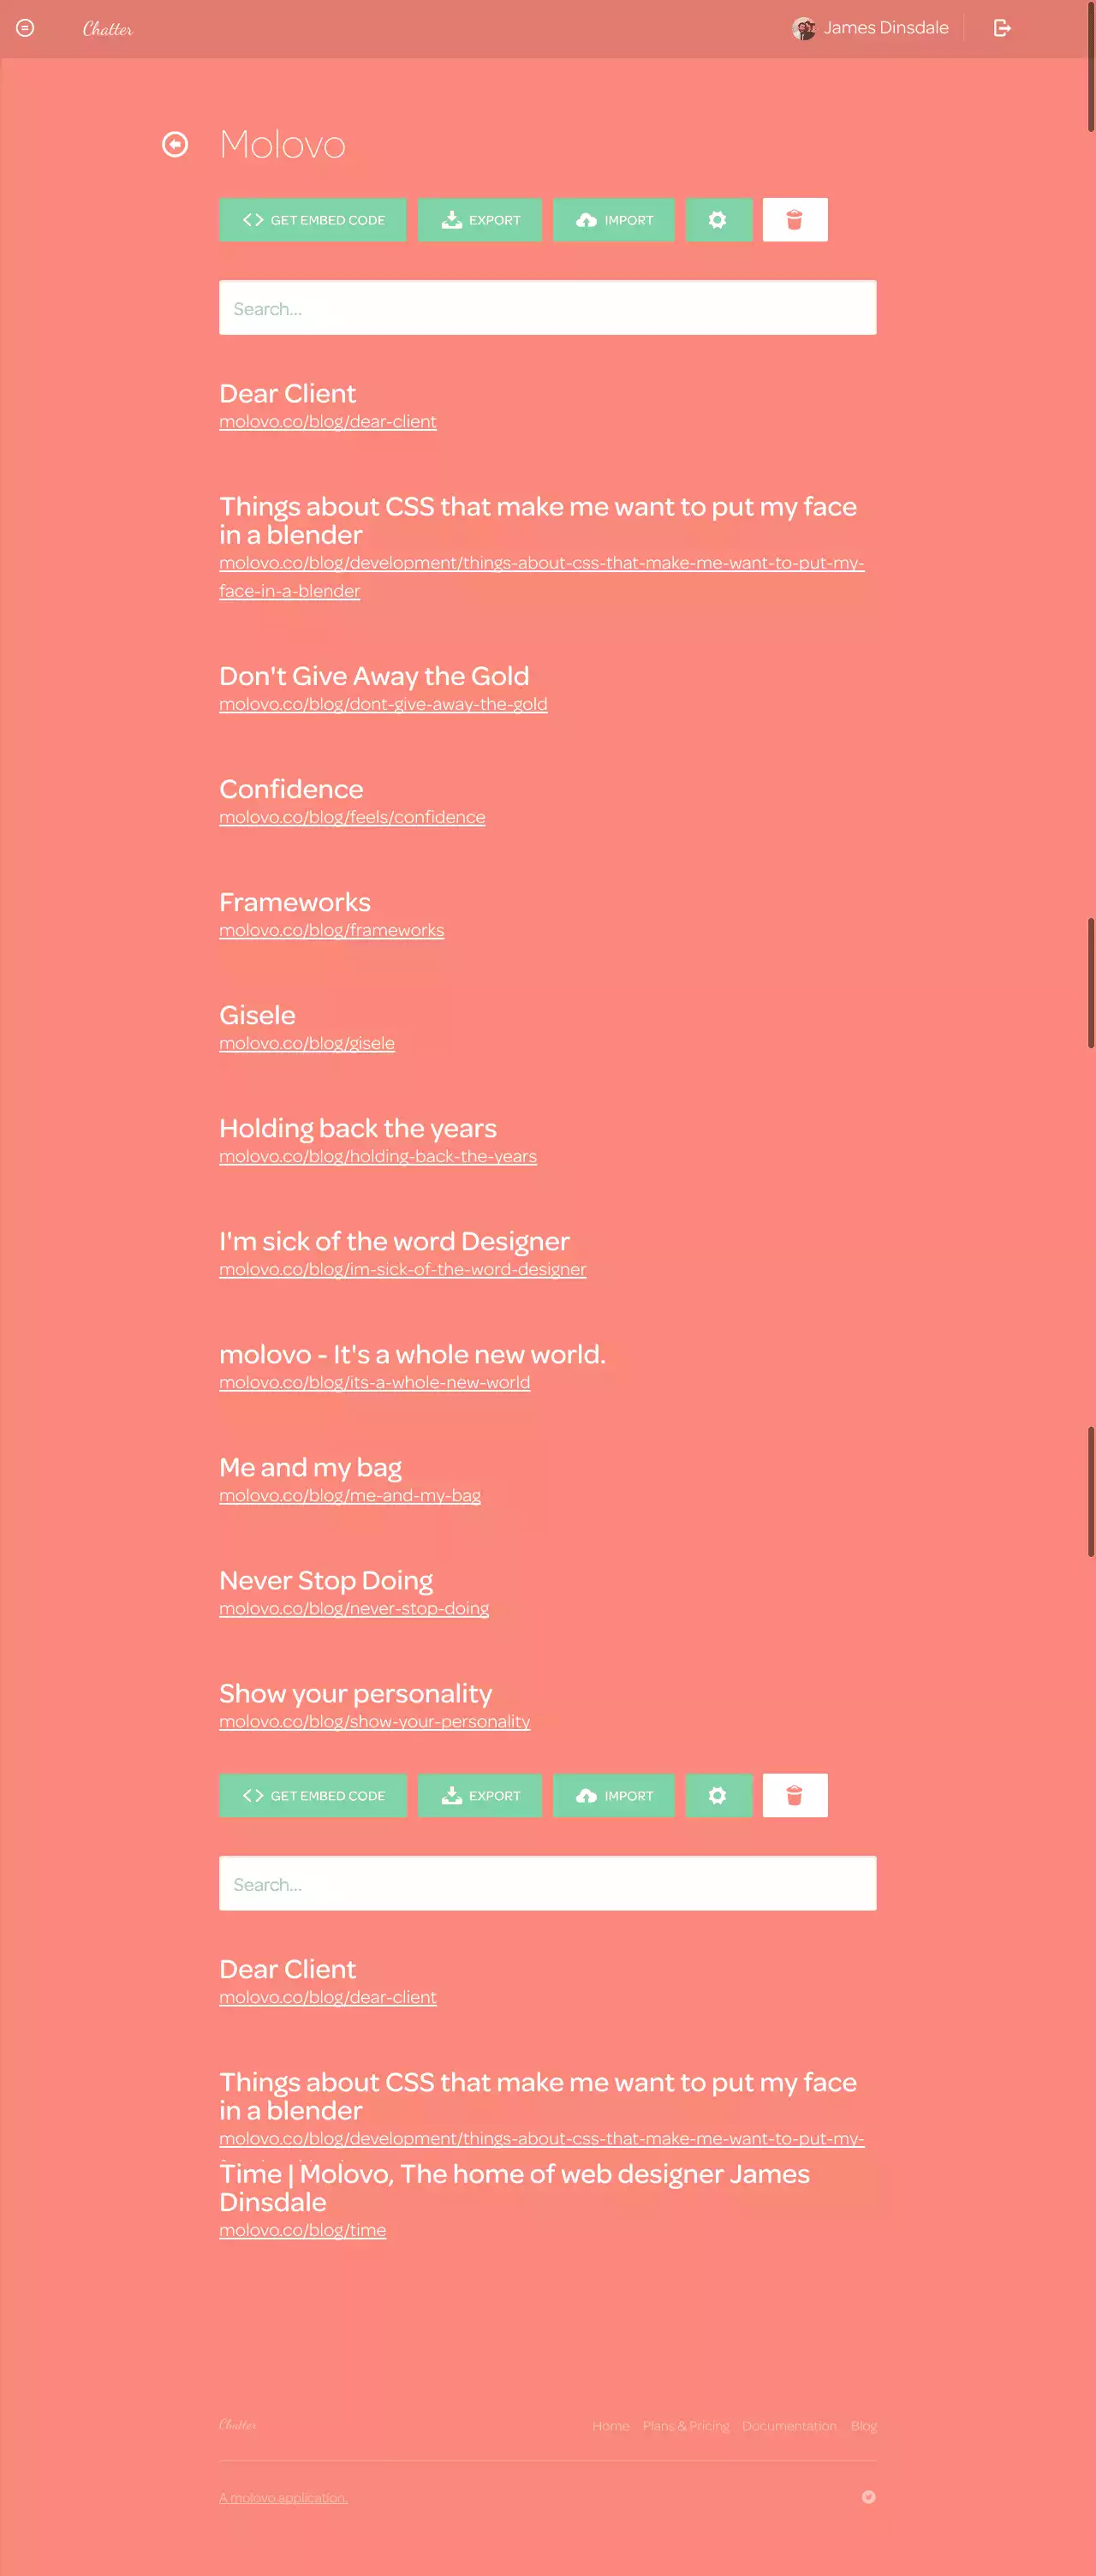 Chatter
James Dinsdale
Molovo
GET EMBED CODE
EXPORT
IMPORT
Search...
Dear Client
molovo.co/blog/dear-client
Things about CSS that make me want to put my face
in a blender
molovo.co/blog/development/things-about-css-that-make-me-want-to-put-my-
face-in-a-blender
Don't Give Away the Gold
molovo.co/blog/dont-give-away-the-gold
Confidence
molovo.co/blog/feels/confidence
Frameworks
molovo.co/blog/frameworks
Gisele
molovo.co/blog/gisele
Holding back the years
molovo.co/blog/holding-back-the-years
I'm sick of the word Designer
molovo.co/blog/im-sick-of-the-word-designer
molovo - It's a whole new world.
molovo.co/blog/its-a-whole-new-world
Me and my bag
molovo.co/blog/me-and-my-bag
Never Stop Doing
molovo.co/blog/never-stop-doing
Show your personality
molovo.co/blog/show-your-personality
GET EMBED CODE
EXPORT
IMPORT
Search...
Dear Client
molovo.co/blog/dear-client
Things about CSS that make me want to put my face
in a blender
molovo.co/blog/development/things-about-css-that-make-me-want-to-put-my-
Time | Molovo, The home of web designer James
Dinsdale
molovo.co/blog/time
Chatter
Home
Plans & Pricing
Documentation
Blog
A molovo application.